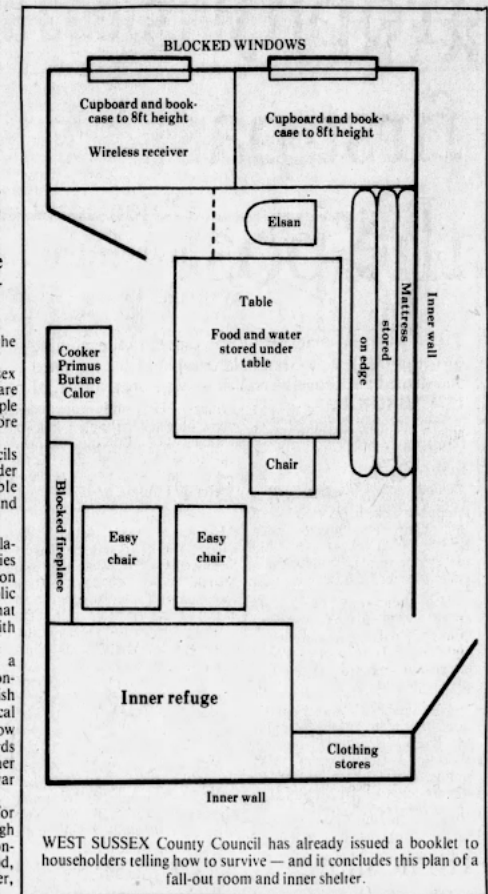 BLOCKED WINDOWS
Cupboard and book-
case to 8ft height
Wireless receiver
Cupboard and book-
case to 8ft height
Elsan
Table
Food and water
stored under
table
Mattress
stored
on edge
Inner wall
Cooker
Primus
Butane
Calor
Chair
Blocked fireplace
Easy
chair
Easy
chair
Inner refuge
Clothing
stores
Inner wall
WEST SUSSEX County Council has already issued a booklet to
householders telling how to survive — and it concludes this plan of a
fall-out room and inner shelter.